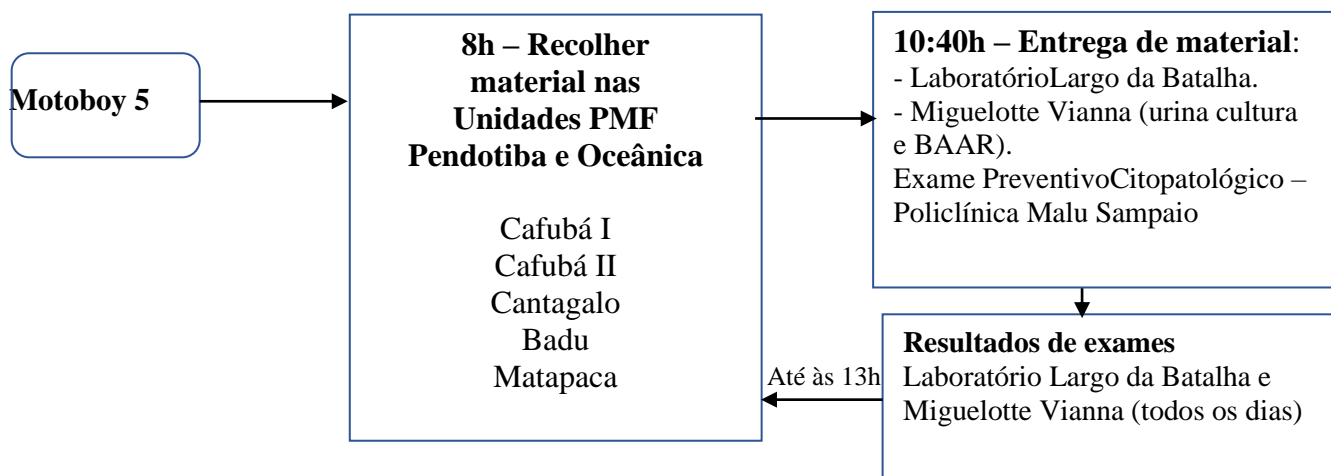 Motoboy 5
8h – Recolher
material nas
Unidades PMF
Pendotiba e Oceânica
Cafubá I
Cafubá II
Cantagalo
Badu
Matapaca
10:40h – Entrega de material:
- LaboratórioLargo da Batalha.
- Miguelotte Vianna (urina cultura
e BAAR).
Exame PreventivoCitopatológico –
Policlínica Malu Sampaio
Resultados de exames
Laboratório Largo da Batalha e
Miguelotte Vianna (todos os dias)
Até às 13h